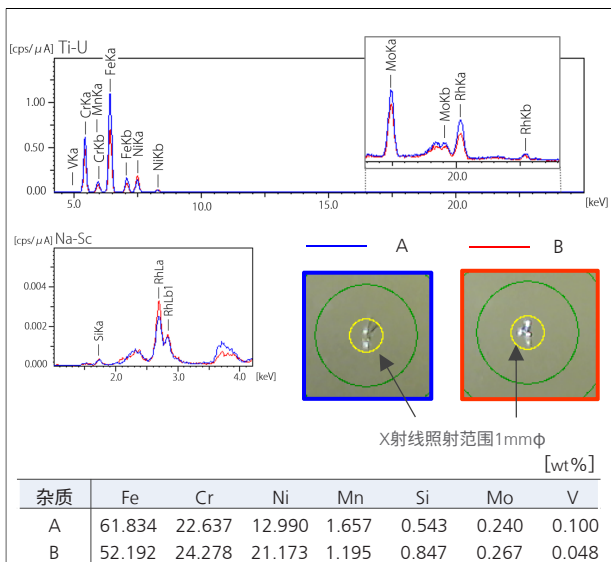 [cps/μA] Ti-U
1.00
0.50
0.00
VKa
CrKa
CrKb
MnKa
FeKa
FeKb
NiKa
NiKb
5.0 10.0 15.0 20.0 [keV]
MoKa
MoKb
RhKa
RhKb
20.0
[cps/μA] Na-Sc
0.004
0.002
0.000
SiKa
RhLa
RhLb1
2.0 3.0 4.0 [keV]
A B
X射线照射范围1mmφ
[wt%]
杂质 Fe Cr Ni Mn Si Mo V
A 61.834 22.637 12.990 1.657 0.543 0.240 0.100
B 52.192 24.278 21.173 1.195 0.847 0.267 0.048